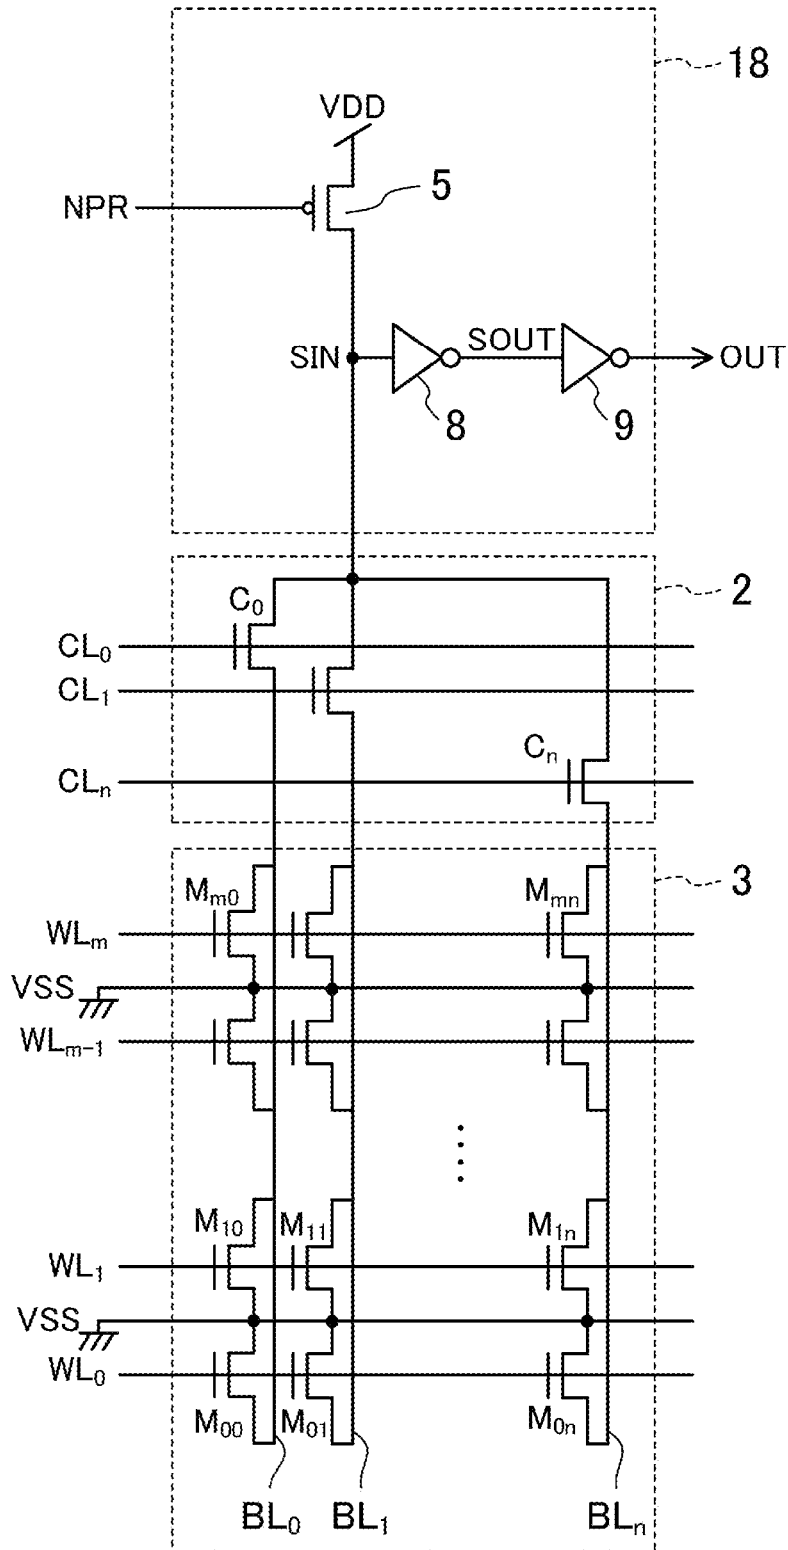 18
VDD
NPR
5
SIN
SOUT
OUT
8
9
C₀
2
CL₀
CL₁
Cₙ
CLₙ
Mₘ₀
Mₘₙ
3
WLₘ
VSS
WLₘ₋₁
M₁₀
M₁₁
M₁ₙ
WL₁
VSS
WL₀
M₀₀
M₀₁
M₀ₙ
BL₀
BL₁
BLₙ